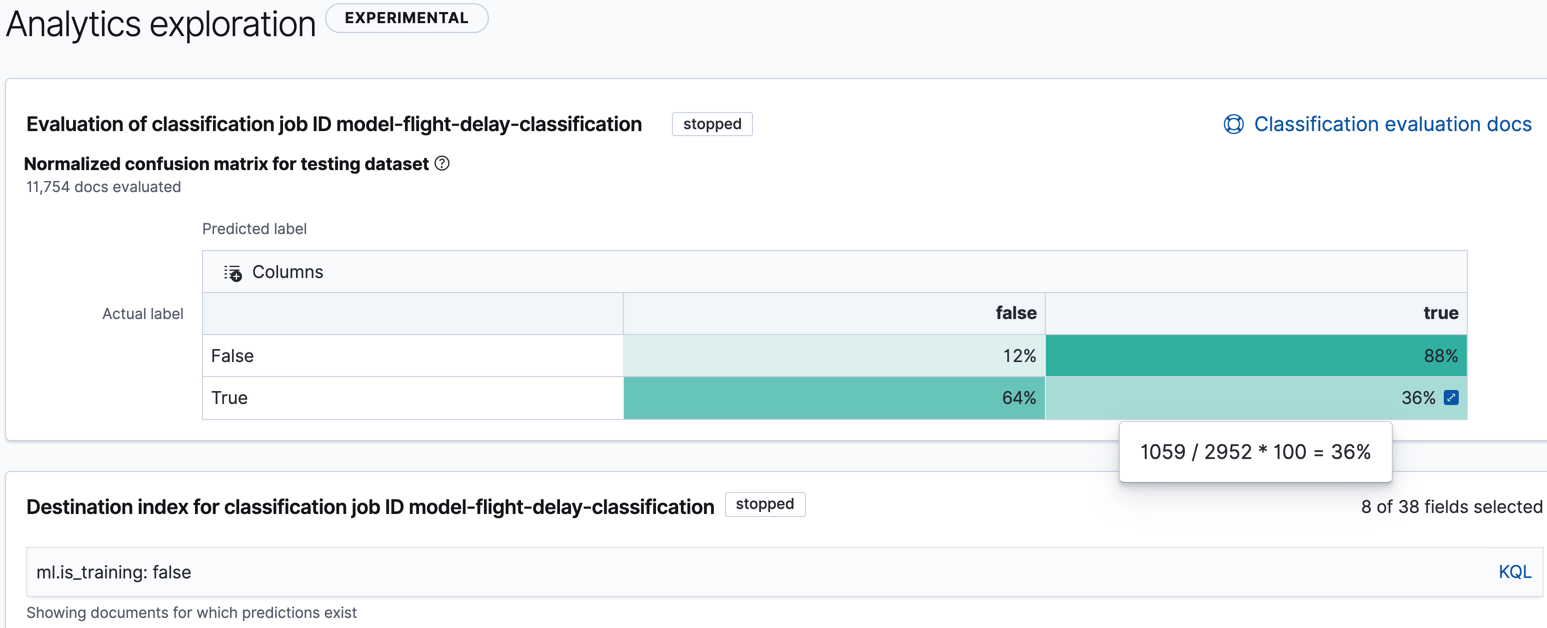 Analytics exploration EXPERIMENTAL
Evaluation of classification job ID model-flight-delay-classification stopped Classification evaluation docs
Normalized confusion matrix for testing dataset ?
11,754 docs evaluated
Predicted label
Columns
Actual label false true
False 12% 88%
True 64% 36%
1059 / 2952 * 100 = 36%
Destination index for classification job ID model-flight-delay-classification stopped 8 of 38 fields selected
ml.is_training: false KQL
Showing documents for which predictions exist